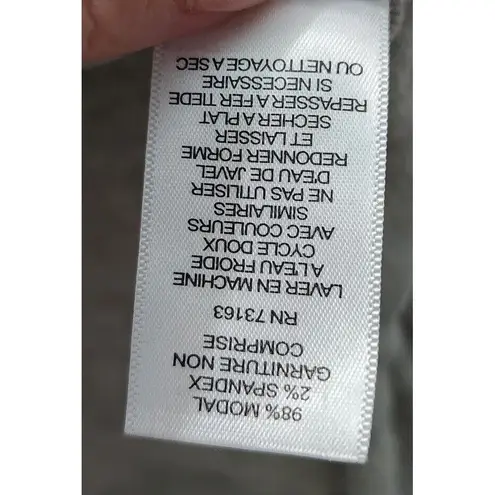 98% MODAL
2% SPANDEX
GARNITURE NON
COMPRISE
RN 73163
LAVER EN MACHINE
A L'EAU FROIDE
CYCLE DOUX
AVEC COULEURS
SIMILAIRES
NE PAS UTILISER
D'EAU DE JAVEL
REDONNER FORME
ET LAISSER
SECHER A PLAT
REPASSER A FER TIEDE
SI NECESSAIRE
OU NETTOYAGE A SEC